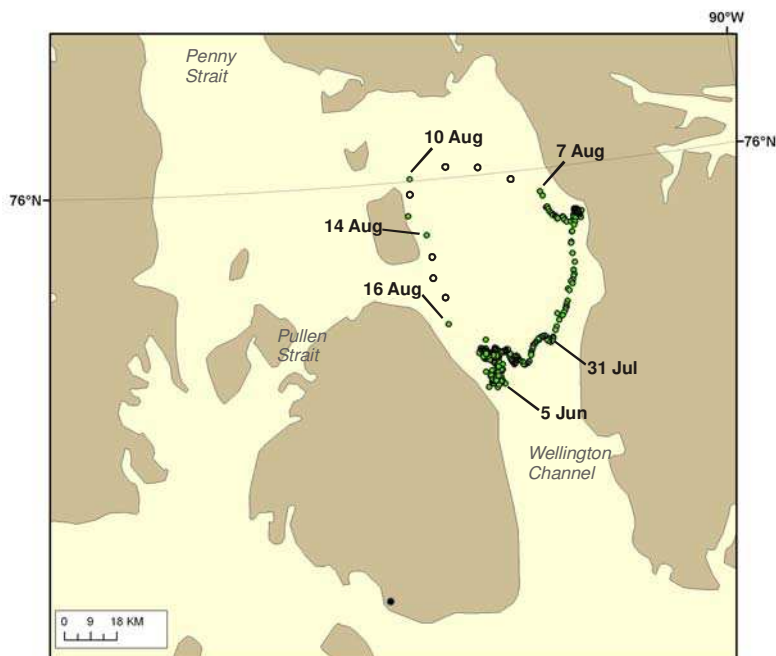 90°W
Penny
Strait
10 Aug
7 Aug
76°N
76°N
14 Aug
16 Aug
Pullen
Strait
31 Jul
5 Jun
Wellington
Channel
0 9 18 KM